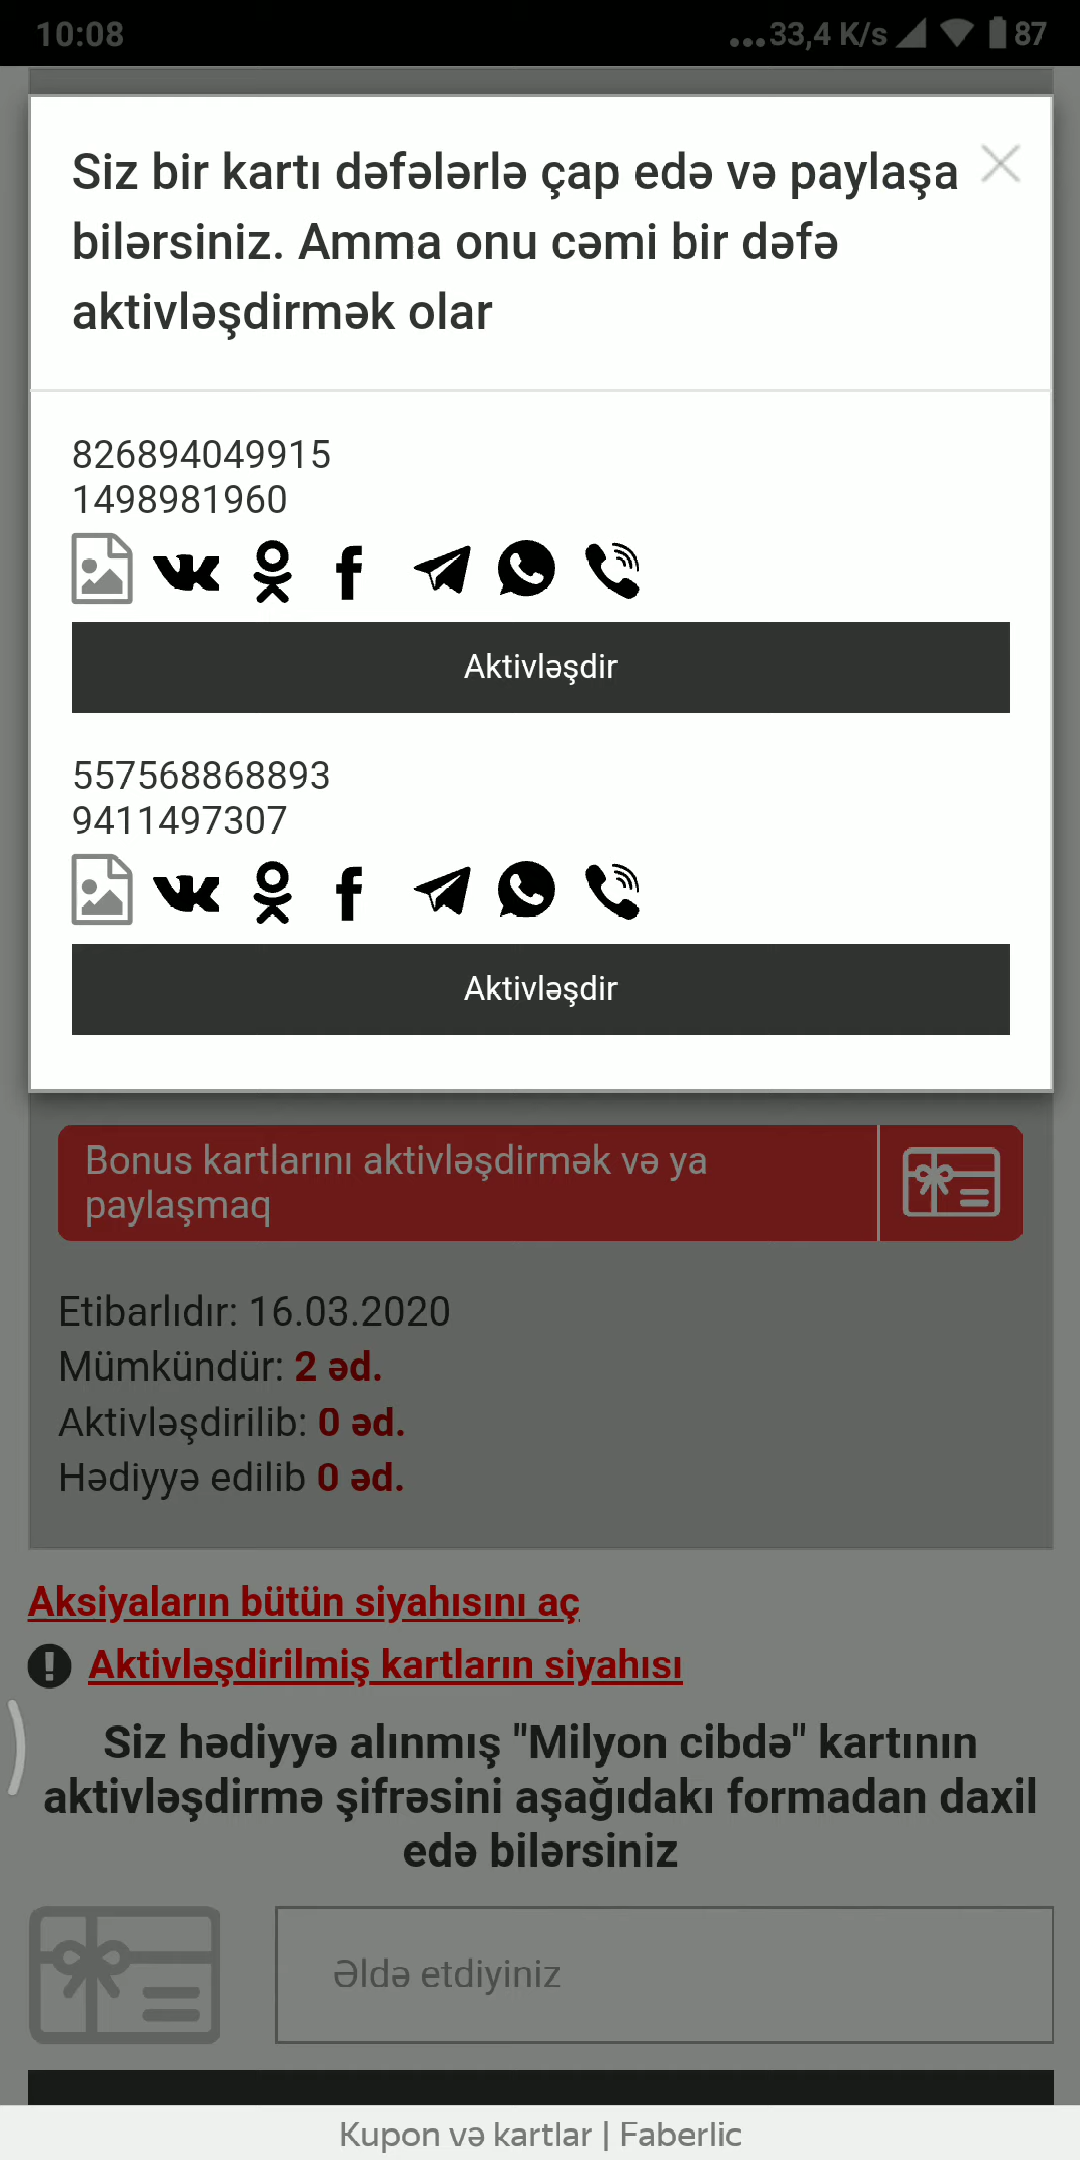 10:08
...33,4 K/s 87
Siz bir kartı dəfələrlə çap edə və paylaşa
bilərsiniz. Amma onu cəmi bir dəfə
aktivləşdirmək olar
826894049915
1498981960
Aktivləşdir
557568868893
9411497307
Aktivləşdir
Bonus kartlarını aktivləşdirmək və ya
paylaşmaq
Etibarlıdır: 16.03.2020
Mümkündür: 2 əd.
Aktivləşdirilib: 0 əd.
Hədiyyə edilib 0 əd.
Aksiyaların bütün siyahısını aç
Aktivləşdirilmiş kartların siyahısı
Siz hədiyyə alınmış "Milyon cibdə" kartının
aktivləşdirmə şifrəsini aşağıdakı formadan daxil
edə bilərsiniz
Əldə etdiyiniz
Kupon və kartlar | Faberlic